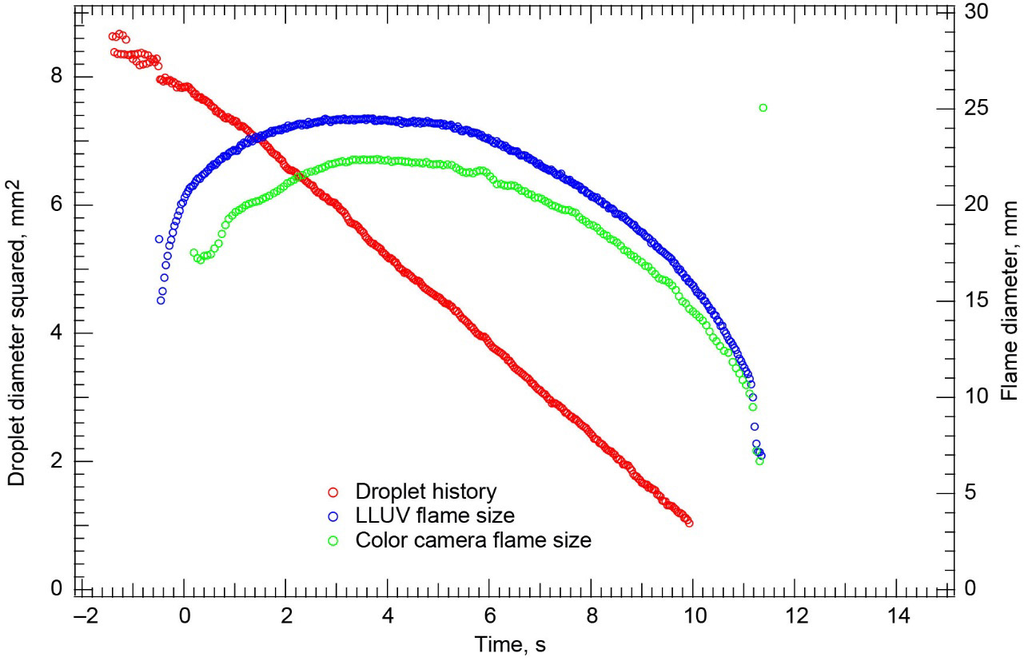 30
8
25
6
20
15
4
10
2
5
0
0
Droplet diameter squared, mm2
Flame diameter, mm
Droplet history
LLUV flame size
Color camera flame size
–2 0 2 4 6 8 10 12 14
Time, s